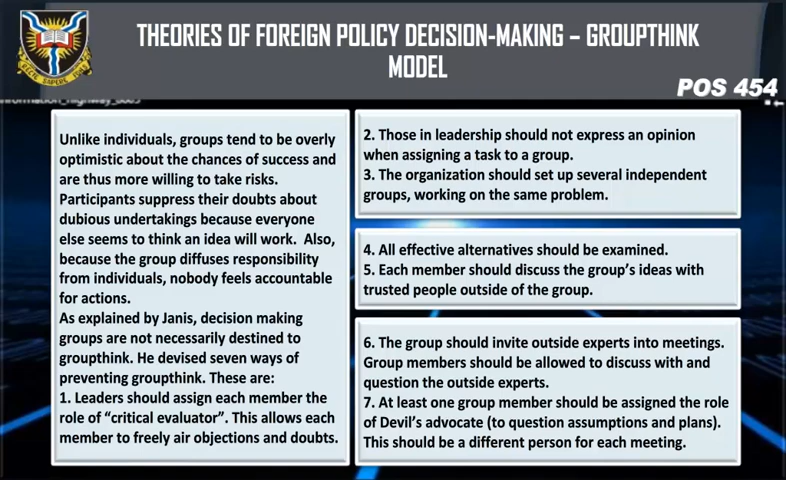 THEORIES OF FOREIGN POLICY DECISION-MAKING – GROUPTHINK
MODEL
POS 454
Unlike individuals, groups tend to be overly
optimistic about the chances of success and
are thus more willing to take risks.
Participants suppress their doubts about
dubious undertakings because everyone
else seems to think an idea will work. Also,
because the group diffuses responsibility
from individuals, nobody feels accountable
for actions.
As explained by Janis, decision making
groups are not necessarily destined to
groupthink. He devised seven ways of
preventing groupthink. These are:
1. Leaders should assign each member the
role of “critical evaluator”. This allows each
member to freely air objections and doubts.
2. Those in leadership should not express an opinion
when assigning a task to a group.
3. The organization should set up several independent
groups, working on the same problem.
4. All effective alternatives should be examined.
5. Each member should discuss the group’s ideas with
trusted people outside of the group.
6. The group should invite outside experts into meetings.
Group members should be allowed to discuss with and
question the outside experts.
7. At least one group member should be assigned the role
of Devil’s advocate (to question assumptions and plans).
This should be a different person for each meeting.